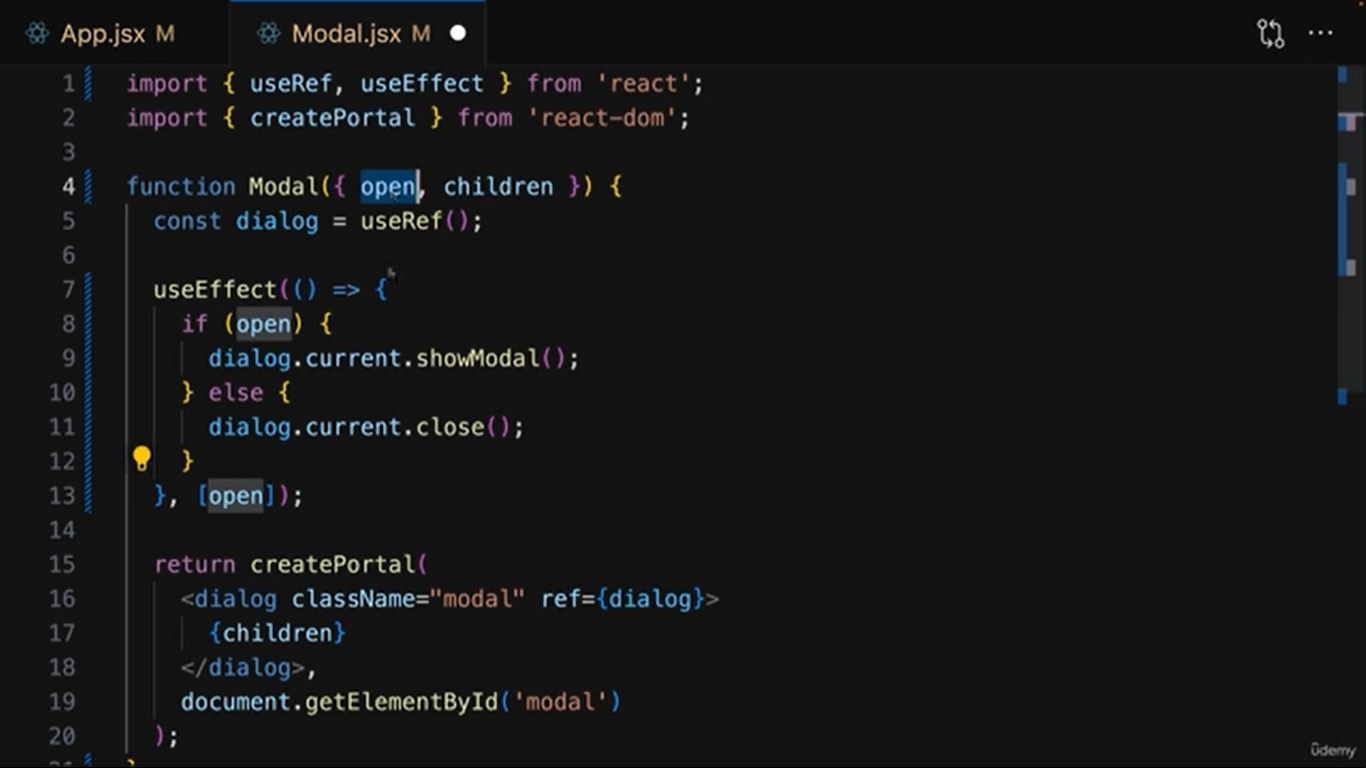 App.jsx M
Modal.jsx M
1 import { useRef, useEffect } from 'react';
2 import { createPortal } from 'react-dom';
3
4 function Modal({ open, children }) {
5 const dialog = useRef();
6
7 useEffect(() => {
8 if (open) {
9 dialog.current.showModal();
10 } else {
11 dialog.current.close();
12 }
13 }, [open]);
14
15 return createPortal(
16 <dialog className="modal" ref={dialog}>
17 {children}
18 </dialog>,
19 document.getElementById('modal')
20 );
ûdemy